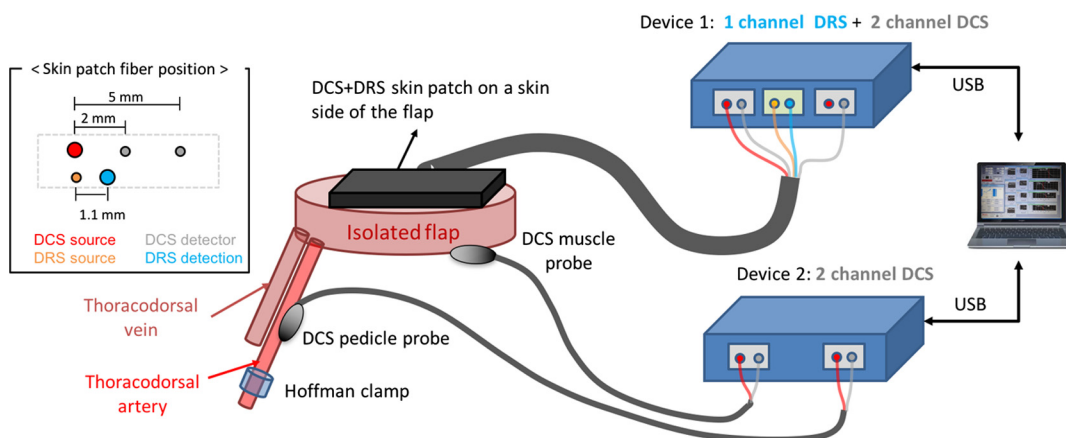 Device 1: 1 channel DRS + 2 channel DCS
< Skin patch fiber position >
5 mm
2 mm
1.1 mm
DCS source
DCS detector
DRS source
DRS detection
DCS+DRS skin patch on a skin
side of the flap
USB
Isolated flap
DCS muscle
probe
Thoracodorsal
vein
DCS pedicle probe
Thoracodorsal
artery
Hoffman clamp
Device 2: 2 channel DCS
USB